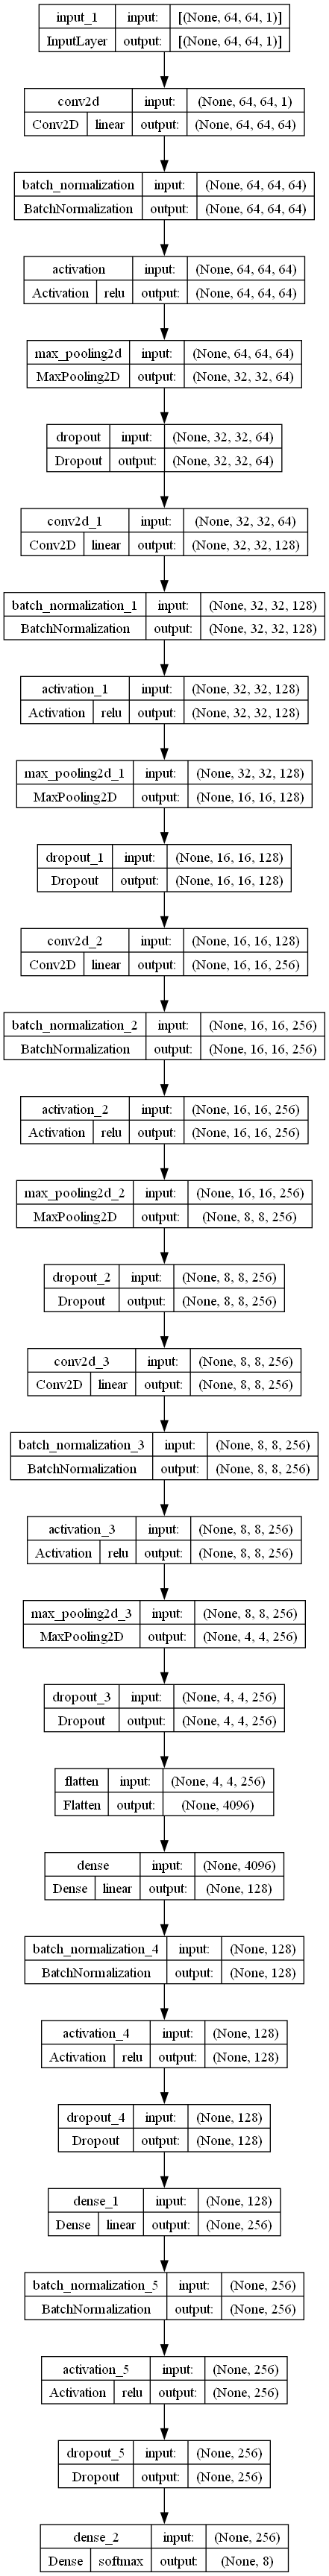 input_1 input: [(None, 64, 64, 1)]
InputLayer output: [(None, 64, 64, 1)]
conv2d input: (None, 64, 64, 1)
Conv2D linear output: (None, 64, 64, 64)
batch_normalization input: (None, 64, 64, 64)
BatchNormalization output: (None, 64, 64, 64)
activation input: (None, 64, 64, 64)
Activation relu output: (None, 64, 64, 64)
max_pooling2d input: (None, 64, 64, 64)
MaxPooling2D output: (None, 32, 32, 64)
dropout input: (None, 32, 32, 64)
Dropout output: (None, 32, 32, 64)
conv2d_1 input: (None, 32, 32, 64)
Conv2D linear output: (None, 32, 32, 128)
batch_normalization_1 input: (None, 32, 32, 128)
BatchNormalization output: (None, 32, 32, 128)
activation_1 input: (None, 32, 32, 128)
Activation relu output: (None, 32, 32, 128)
max_pooling2d_1 input: (None, 32, 32, 128)
MaxPooling2D output: (None, 16, 16, 128)
dropout_1 input: (None, 16, 16, 128)
Dropout output: (None, 16, 16, 128)
conv2d_2 input: (None, 16, 16, 128)
Conv2D linear output: (None, 16, 16, 256)
batch_normalization_2 input: (None, 16, 16, 256)
BatchNormalization output: (None, 16, 16, 256)
activation_2 input: (None, 16, 16, 256)
Activation relu output: (None, 16, 16, 256)
max_pooling2d_2 input: (None, 16, 16, 256)
MaxPooling2D output: (None, 8, 8, 256)
dropout_2 input: (None, 8, 8, 256)
Dropout output: (None, 8, 8, 256)
conv2d_3 input: (None, 8, 8, 256)
Conv2D linear output: (None, 8, 8, 256)
batch_normalization_3 input: (None, 8, 8, 256)
BatchNormalization output: (None, 8, 8, 256)
activation_3 input: (None, 8, 8, 256)
Activation relu output: (None, 8, 8, 256)
max_pooling2d_3 input: (None, 8, 8, 256)
MaxPooling2D output: (None, 4, 4, 256)
dropout_3 input: (None, 4, 4, 256)
Dropout output: (None, 4, 4, 256)
flatten input: (None, 4, 4, 256)
Flatten output: (None, 4096)
dense input: (None, 4096)
Dense linear output: (None, 128)
batch_normalization_4 input: (None, 128)
BatchNormalization output: (None, 128)
activation_4 input: (None, 128)
Activation relu output: (None, 128)
dropout_4 input: (None, 128)
Dropout output: (None, 128)
dense_1 input: (None, 128)
Dense linear output: (None, 256)
batch_normalization_5 input: (None, 256)
BatchNormalization output: (None, 256)
activation_5 input: (None, 256)
Activation relu output: (None, 256)
dropout_5 input: (None, 256)
Dropout output: (None, 256)
dense_2 input: (None, 256)
Dense softmax output: (None, 8)